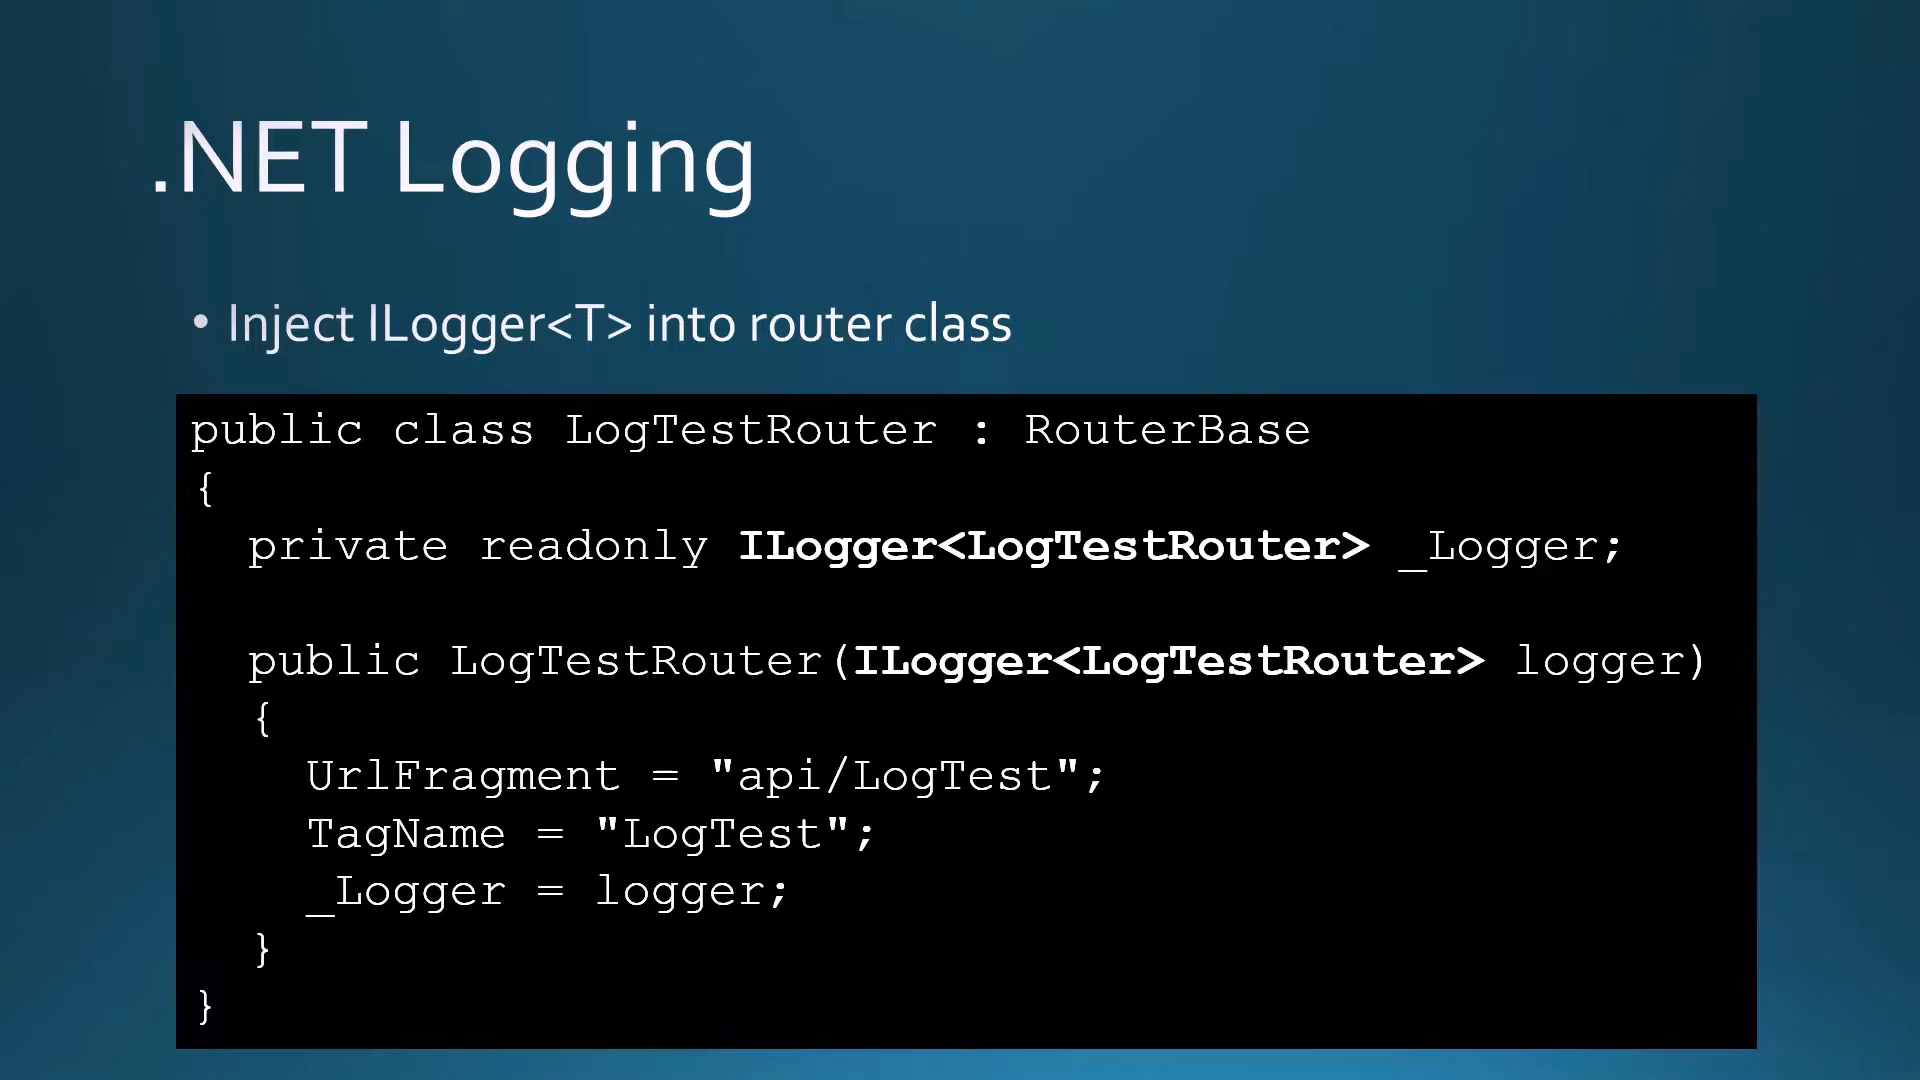 .NET Logging
• Inject ILogger<T> into router class
public class LogTestRouter : RouterBase
{
  private readonly ILogger<LogTestRouter> _Logger;

  public LogTestRouter(ILogger<LogTestRouter> logger)
  {
    UrlFragment = "api/LogTest";
    TagName = "LogTest";
    _Logger = logger;
  }
}